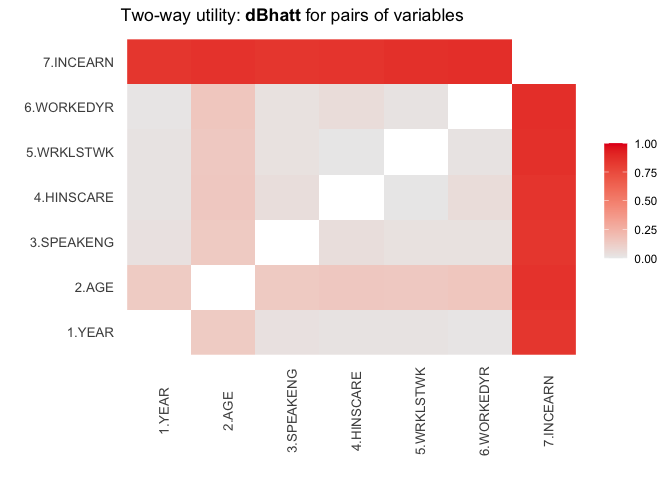 Two-way utility: dBhatt for pairs of variables
7.INCEARN
6.WORKEDYR
5.WRKLSTWK
4.HINSCARE
3.SPEAKENG
2.AGE
1.YEAR
1.00
0.75
0.50
0.25
0.00
1.YEAR
2.AGE
3.SPEAKENG
4.HINSCARE
5.WRKLSTWK
6.WORKEDYR
7.INCEARN